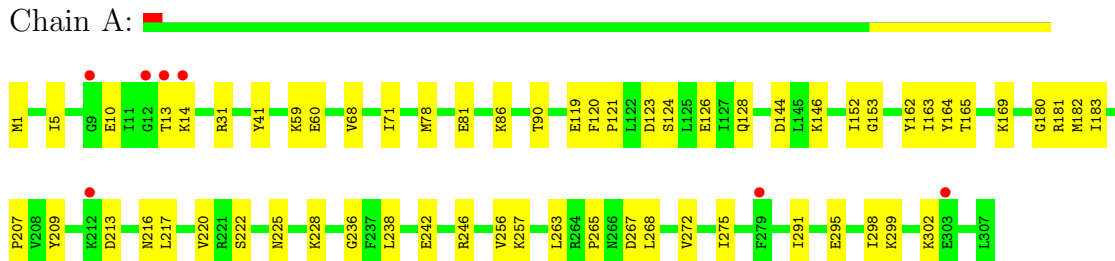 Chain A:
M1 I5 G9 E10 I11 G12 T13 K14 R31 Y41 K59 E60 V68 I71 M78 E81 K86 T90 E119 F120 P121 L122 D123 S124 L125 E126 I127 Q128 D144 L145 K146 I152 G153 Y162 I163 Y164 T165 K169 G180 R181 M182 I183
P207 V208 Y209 K212 D213 N216 L217 V220 R221 S222 N225 K228 G236 F237 L238 E242 R246 V256 K257 L263 R264 P265 N266 D267 L268 V272 I275 F279 I291 E295 I298 K299 K302 E303 L307